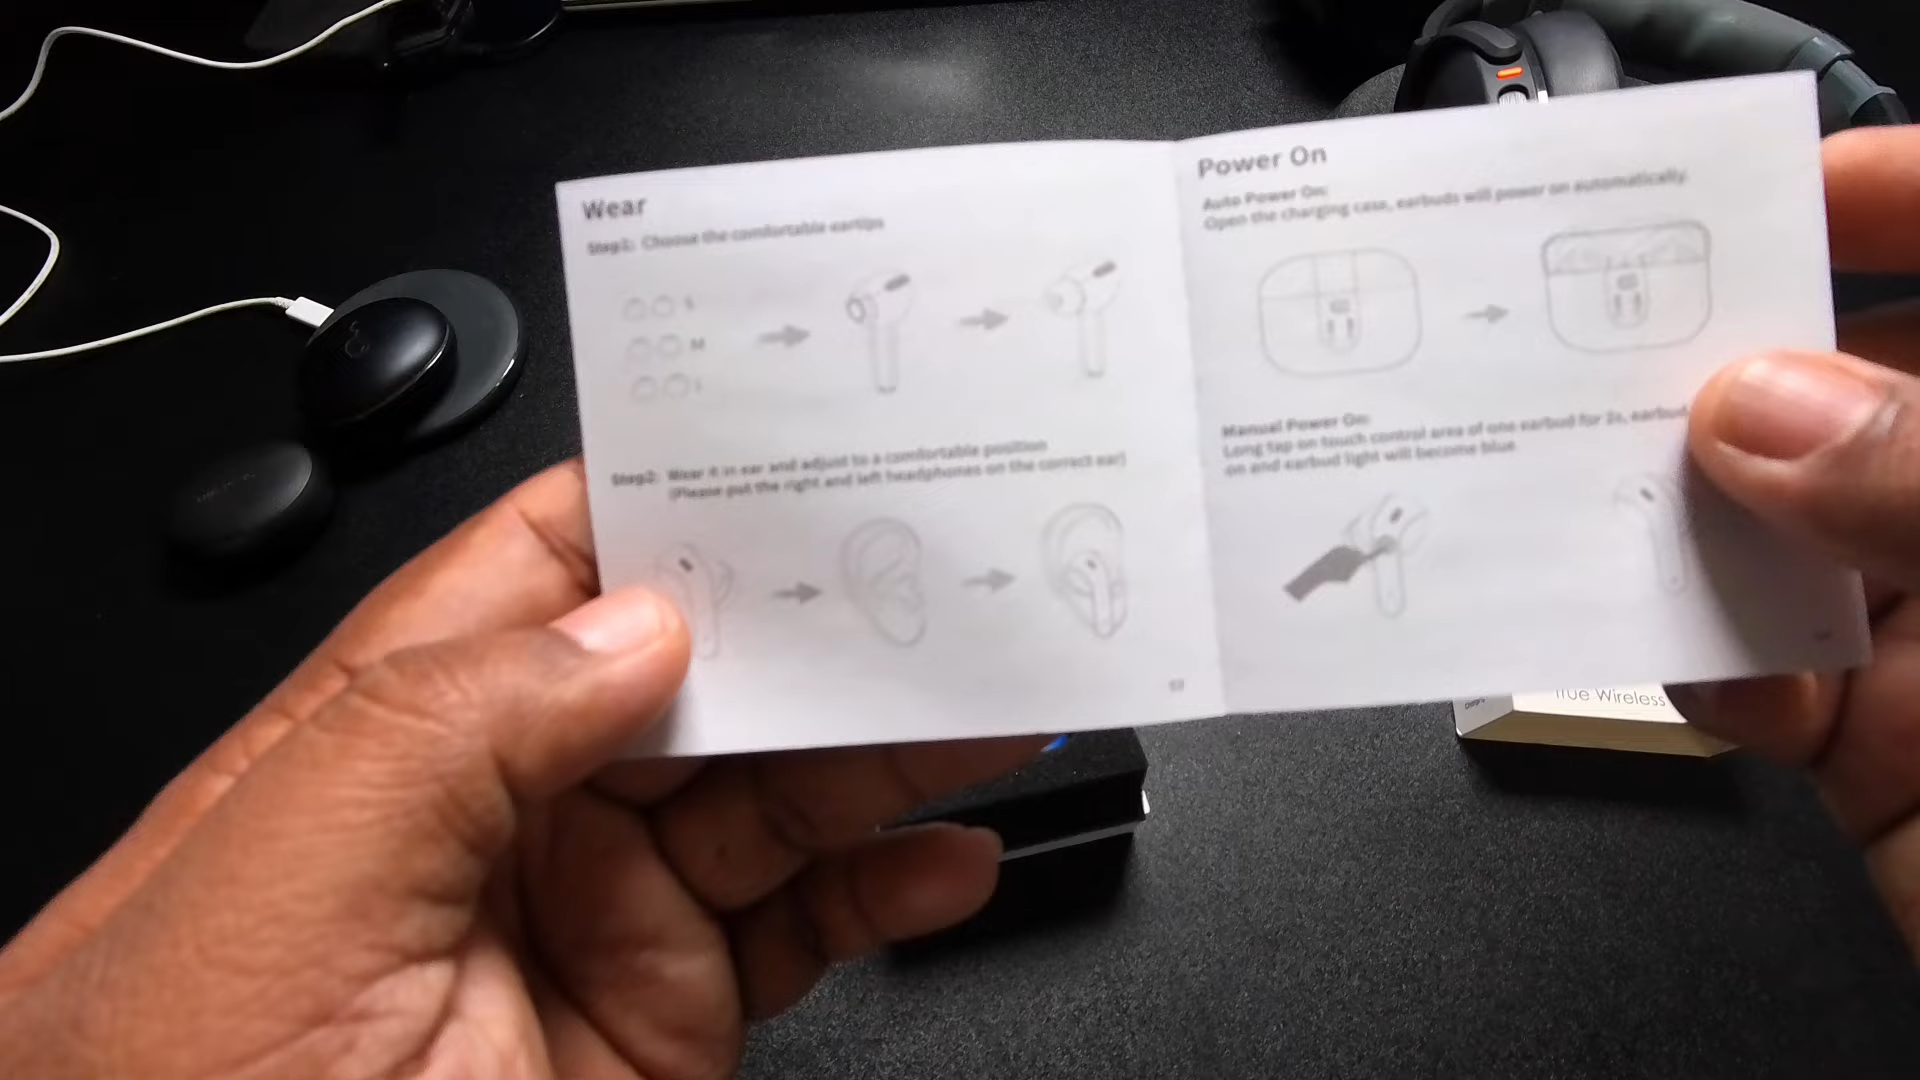 Wear
Step1: Choose the comfortable eartips
S
M
L
Step2: Wear it in ear and adjust to a comfortable position
(Please put the right and left headphones on the correct ear)
Power On
Auto Power On:
Open the charging case, earbuds will power on automatically.
Manual Power On:
Long tap on touch control area of one earbud for 2s, earbud
on and earbud light will become blue
True Wireless